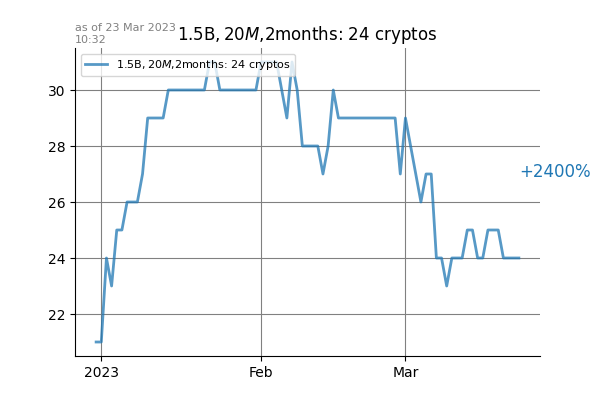 as of 23 Mar 2023
10:32
1.5B, 20M,2months: 24 cryptos
1.5B, 20M,2months: 24 cryptos
30
28
26
24
22
2023 Feb Mar
+2400%